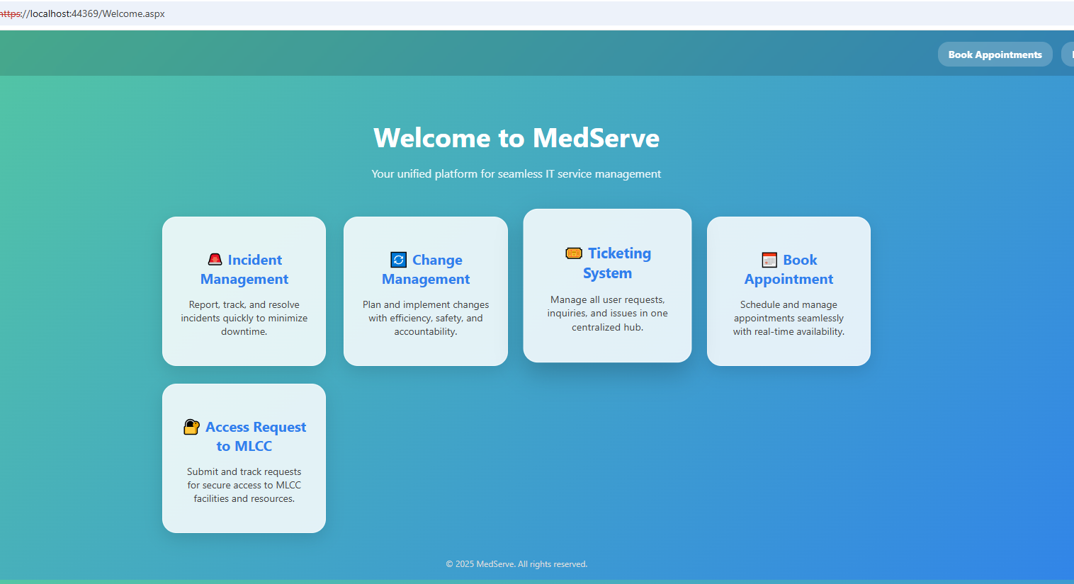 https://localhost:44369/Welcome.aspx
Book Appointments
Welcome to MedServe
Your unified platform for seamless IT service management
Incident
Management
Report, track, and resolve
incidents quickly to minimize
downtime.
Change
Management
Plan and implement changes
with efficiency, safety, and
accountability.
Ticketing
System
Manage all user requests,
inquiries, and issues in one
centralized hub.
Book
Appointment
Schedule and manage
appointments seamlessly
with real-time availability.
Access Request
to MLCC
Submit and track requests
for secure access to MLCC
facilities and resources.
© 2025 MedServe. All rights reserved.